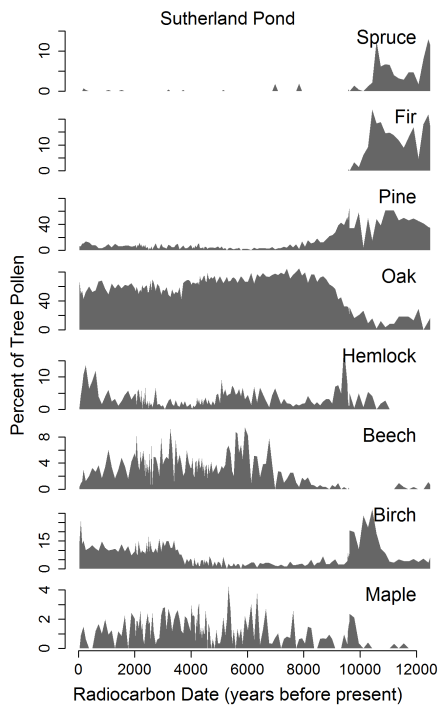 Sutherland Pond
Spruce
0 10
Fir
0 5 15
Pine
0 40
Oak
0 40
Hemlock
0 10
Beech
0 4 8
Birch
0 15
Maple
0 2 4
Percent of Tree Pollen
0 2000 4000 6000 8000 10000 12000
Radiocarbon Date (years before present)